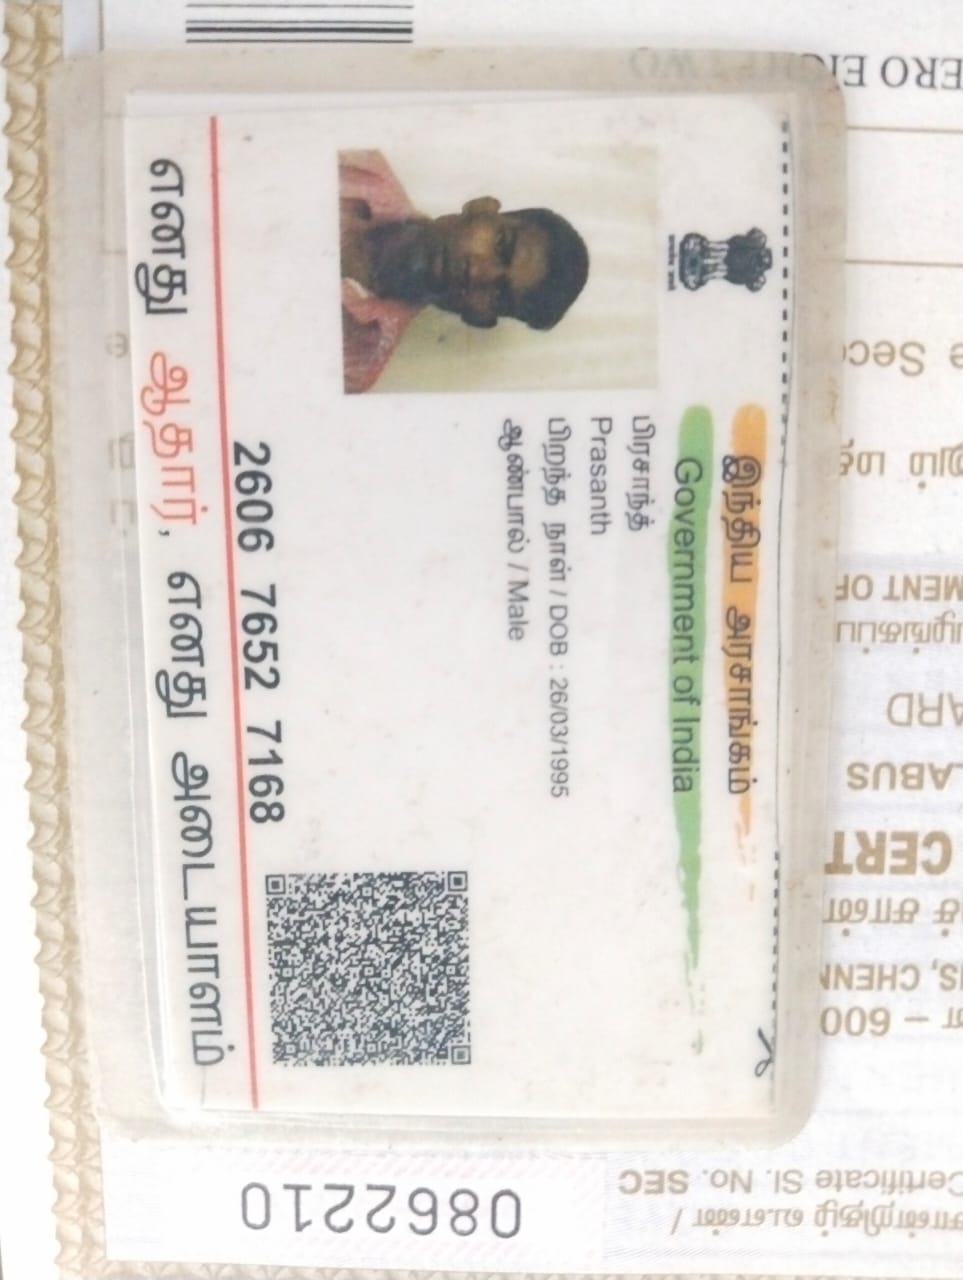 இந்திய அரசாங்கம்
Government of India
பிரசாந்த்
Prasanth
பிறந்த நாள் / DOB : 26/03/1995
ஆண்பால் / Male
2606 7652 7168
எனது ஆதார், எனது அடையாளம்
ERO EIGHT TWO
MENT OF
ARD
LABUS
CERT
S, CHENN
– 600
Certificate Sl. No. SEC
0862210